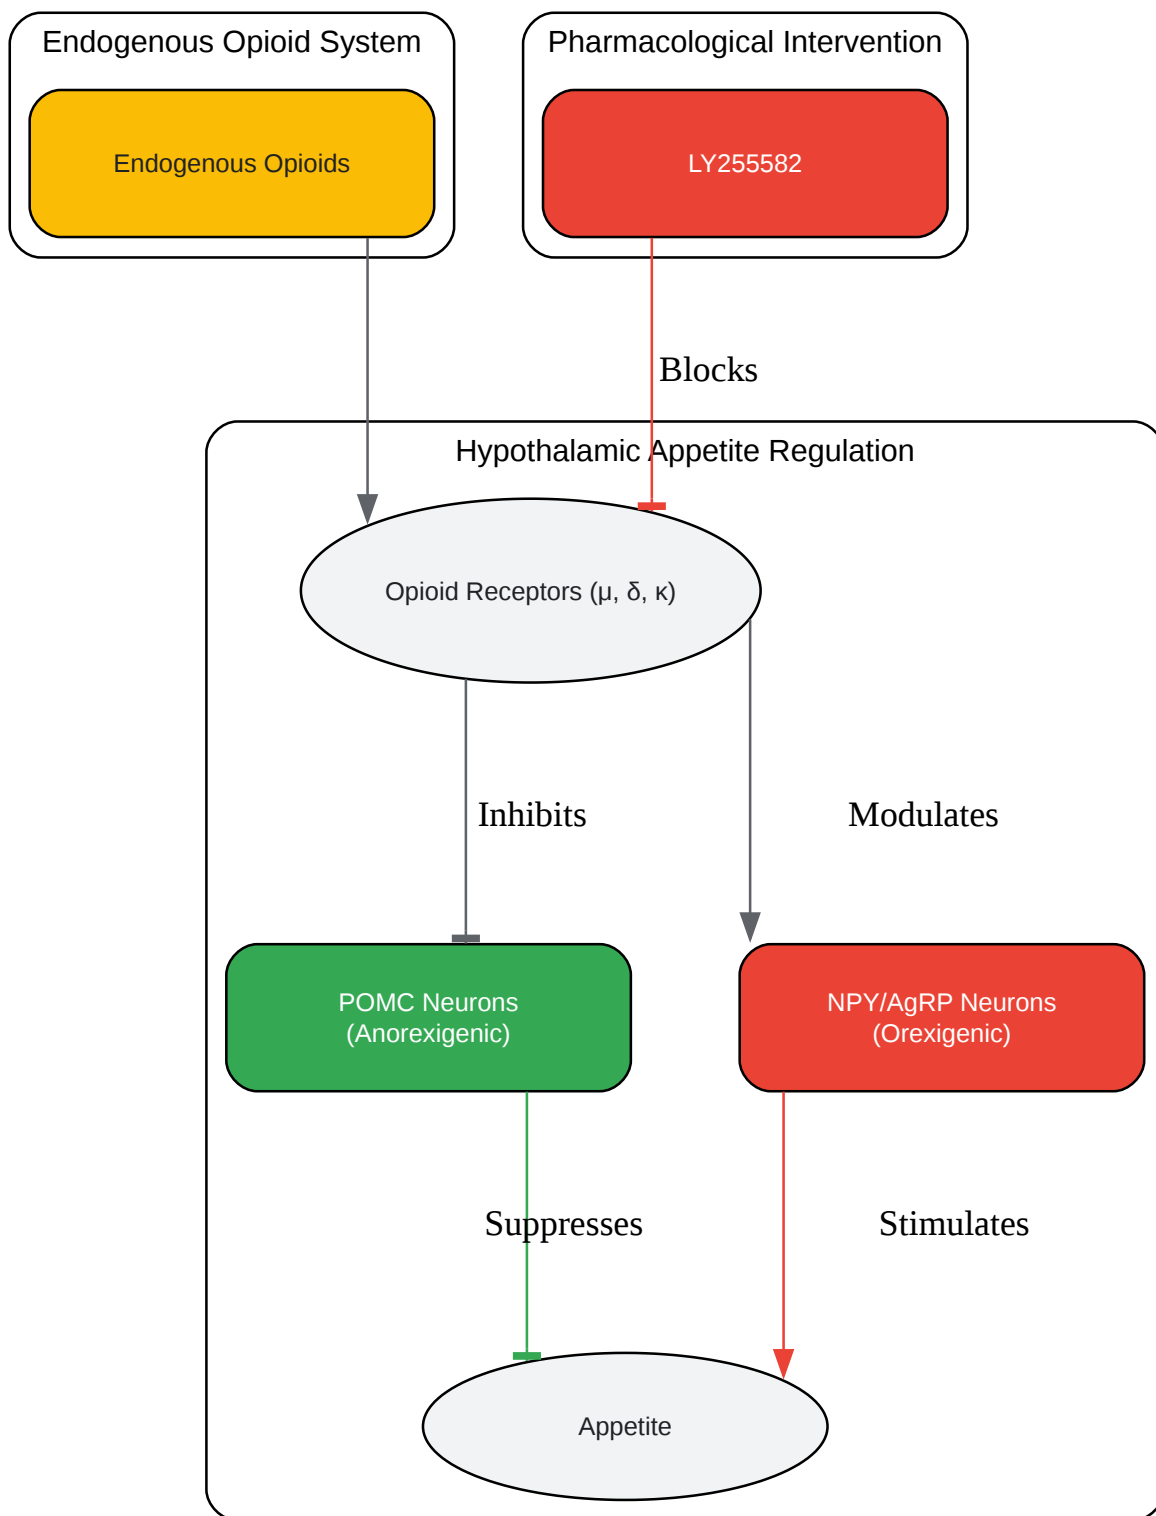 Endogenous Opioid System
Pharmacological Intervention
Endogenous Opioids
LY255582
Blocks
Hypothalamic Appetite Regulation
Opioid Receptors (μ, δ, κ)
Inhibits
Modulates
POMC Neurons
(Anorexigenic)
NPY/AgRP Neurons
(Orexigenic)
Suppresses
Stimulates
Appetite